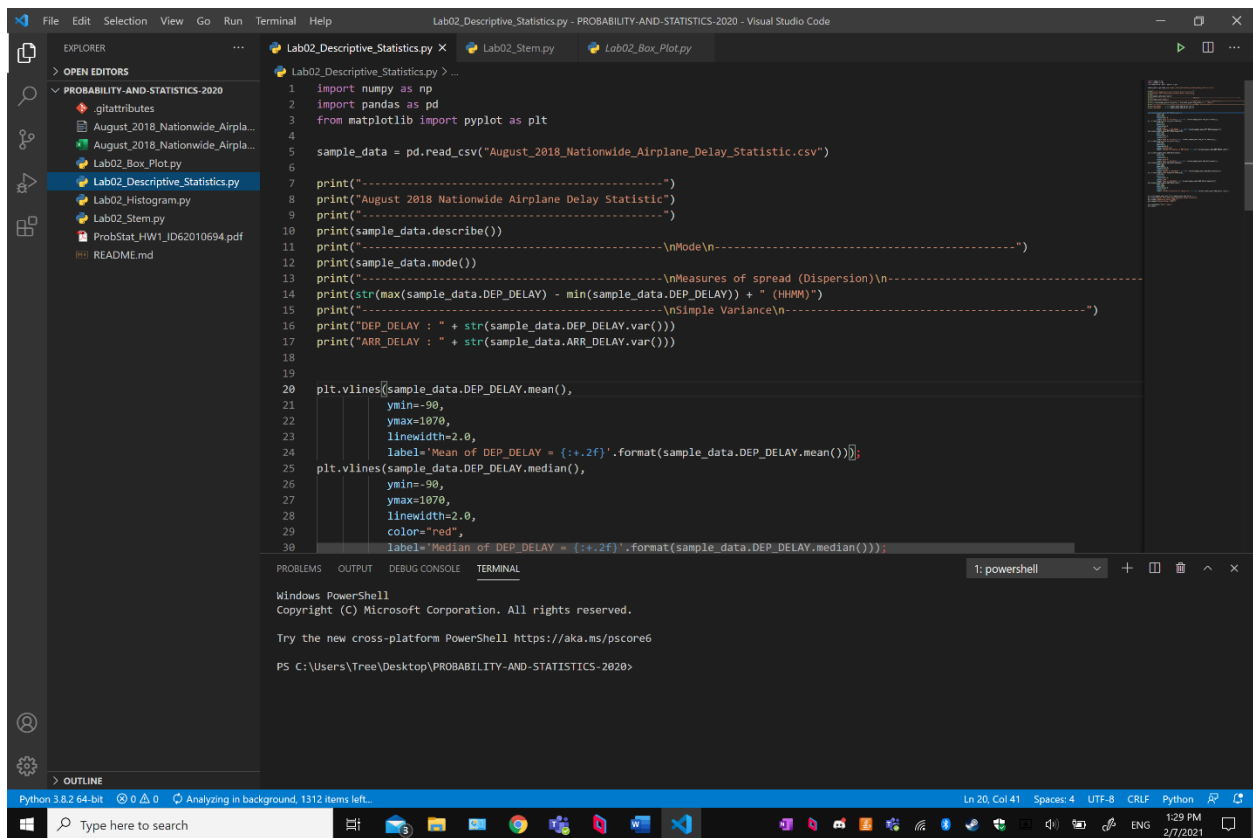 File Edit Selection View Go Run Terminal Help
Lab02_Descriptive_Statistics.py - PROBABILITY-AND-STATISTICS-2020 - Visual Studio Code
EXPLORER
OPEN EDITORS
PROBABILITY-AND-STATISTICS-2020
.gitattributes
August_2018_Nationwide_Airpla...
August_2018_Nationwide_Airpla...
Lab02_Box_Plot.py
Lab02_Descriptive_Statistics.py
Lab02_Histogram.py
Lab02_Stem.py
ProbStat_HW1_ID62010694.pdf
README.md
OUTLINE
Lab02_Descriptive_Statistics.py Lab02_Stem.py Lab02_Box_Plot.py
Lab02_Descriptive_Statistics.py > ...
1 import numpy as np
2 import pandas as pd
3 from matplotlib import pyplot as plt
4
5 sample_data = pd.read_csv("August_2018_Nationwide_Airplane_Delay_Statistic.csv")
6
7 print("-----------------------------------------------")
8 print("August 2018 Nationwide Airplane Delay Statistic")
9 print("-----------------------------------------------")
10 print(sample_data.describe())
11 print("-----------------------------------------------\nMode\n-----------------------------------------------")
12 print(sample_data.mode())
13 print("-----------------------------------------------\nMeasures of spread (Dispersion)\n----------------------------------------
14 print(str(max(sample_data.DEP_DELAY) - min(sample_data.DEP_DELAY)) + " (HHMM)")
15 print("-----------------------------------------------\nSimple Variance\n-----------------------------------------------")
16 print("DEP_DELAY : " + str(sample_data.DEP_DELAY.var()))
17 print("ARR_DELAY : " + str(sample_data.ARR_DELAY.var()))
18
19
20 plt.vlines(sample_data.DEP_DELAY.mean(),
21 ymin=-90,
22 ymax=1070,
23 linewidth=2.0,
24 label='Mean of DEP_DELAY = {:+.2f}'.format(sample_data.DEP_DELAY.mean()));
25 plt.vlines(sample_data.DEP_DELAY.median(),
26 ymin=-90,
27 ymax=1070,
28 linewidth=2.0,
29 color="red",
30 label='Median of DEP_DELAY = {:+.2f}'.format(sample_data.DEP_DELAY.median()));
PROBLEMS OUTPUT DEBUG CONSOLE TERMINAL
1: powershell
Windows PowerShell
Copyright (C) Microsoft Corporation. All rights reserved.
Try the new cross-platform PowerShell https://aka.ms/pscore6
PS C:\Users\Tree\Desktop\PROBABILITY-AND-STATISTICS-2020>
Python 3.8.2 64-bit 0 0 Analyzing in background, 1312 items left...
Ln 20, Col 41 Spaces: 4 UTF-8 CRLF Python
Type here to search
3
ENG
1:29 PM
2/7/2021